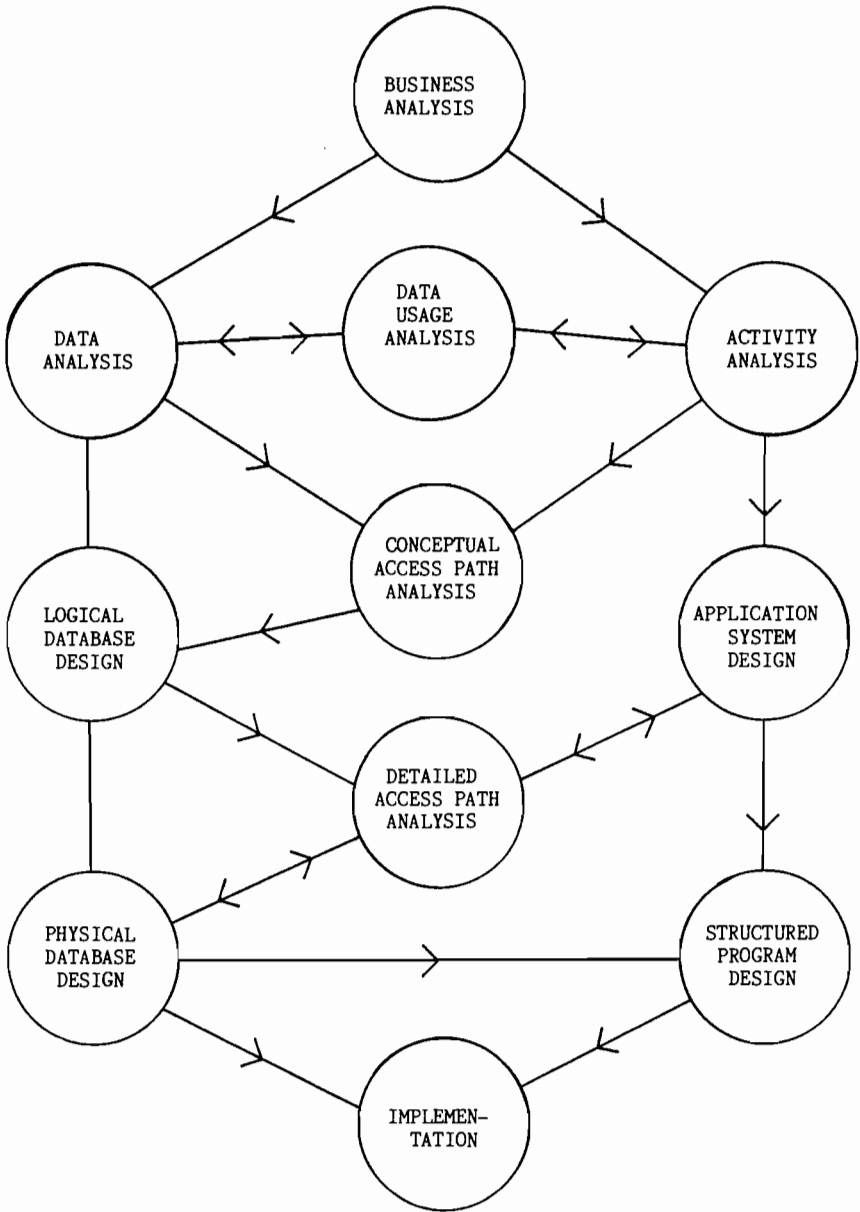 BUSINESS
ANALYSIS
DATA
USAGE
ANALYSIS
DATA
ANALYSIS
ACTIVITY
ANALYSIS
CONCEPTUAL
ACCESS PATH
ANALYSIS
LOGICAL
DATABASE
DESIGN
APPLICATION
SYSTEM
DESIGN
DETAILED
ACCESS PATH
ANALYSIS
PHYSICAL
DATABASE
DESIGN
STRUCTURED
PROGRAM
DESIGN
IMPLEMEN-
TATION